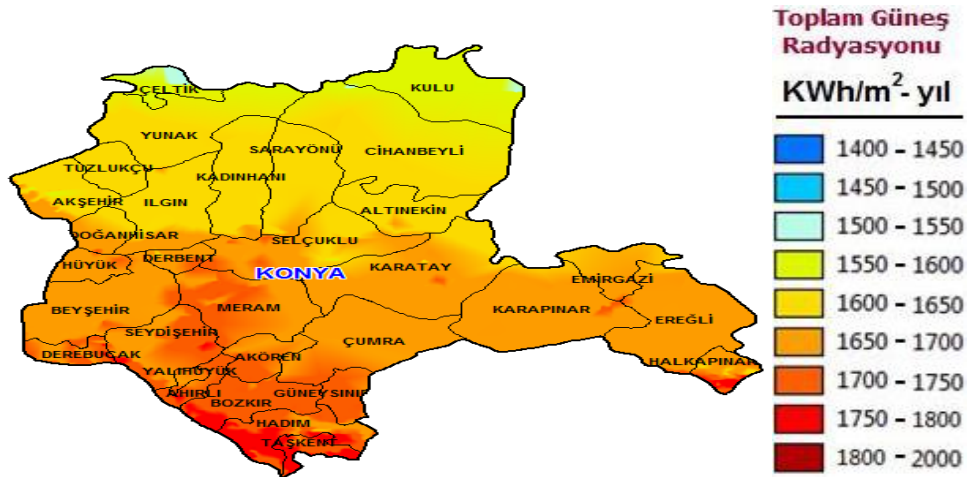 Toplam Güneş
Radyasyonu
KWh/m²- yıl
1400 - 1450
1450 - 1500
1500 - 1550
1550 - 1600
1600 - 1650
1650 - 1700
1700 - 1750
1750 - 1800
1800 - 2000
KULU
ÇELTİK
YUNAK
SARAYÖNÜ
CİHANBEYLİ
TUZLUKÇU
KADINHANI
AKŞEHİR
ILGIN
ALTINEKİN
DOĞANHİSAR
SELÇUKLU
DERBENT
HÜYÜK
KONYA
KARATAY
EMİRGAZİ
BEYŞEHİR
MERAM
KARAPINAR
EREĞLİ
SEYDİŞEHİR
ÇUMRA
DEREBUCAK
AKÖREN
HALKAPINAR
YALIHÜYÜK
AHIRLI
GÜNEYSINIR
BOZKIR
HADIM
TAŞKENT